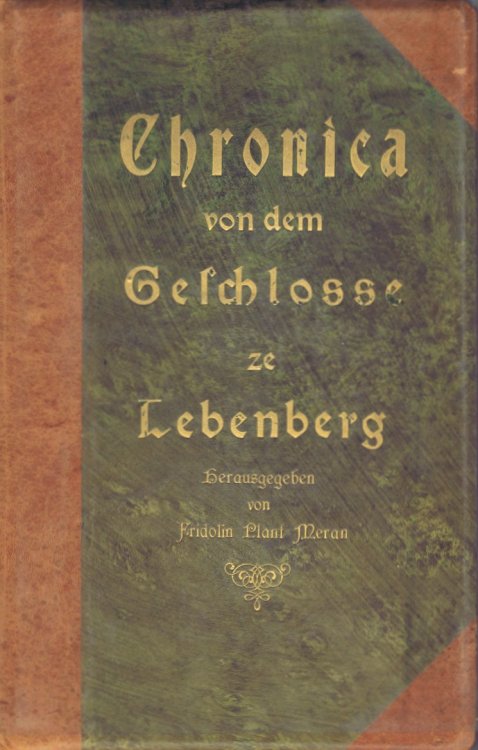 Chronica
von dem
Geſchlosse
ze
Lebenberg
Herausgegeben
von
Fridolin Plant Meran